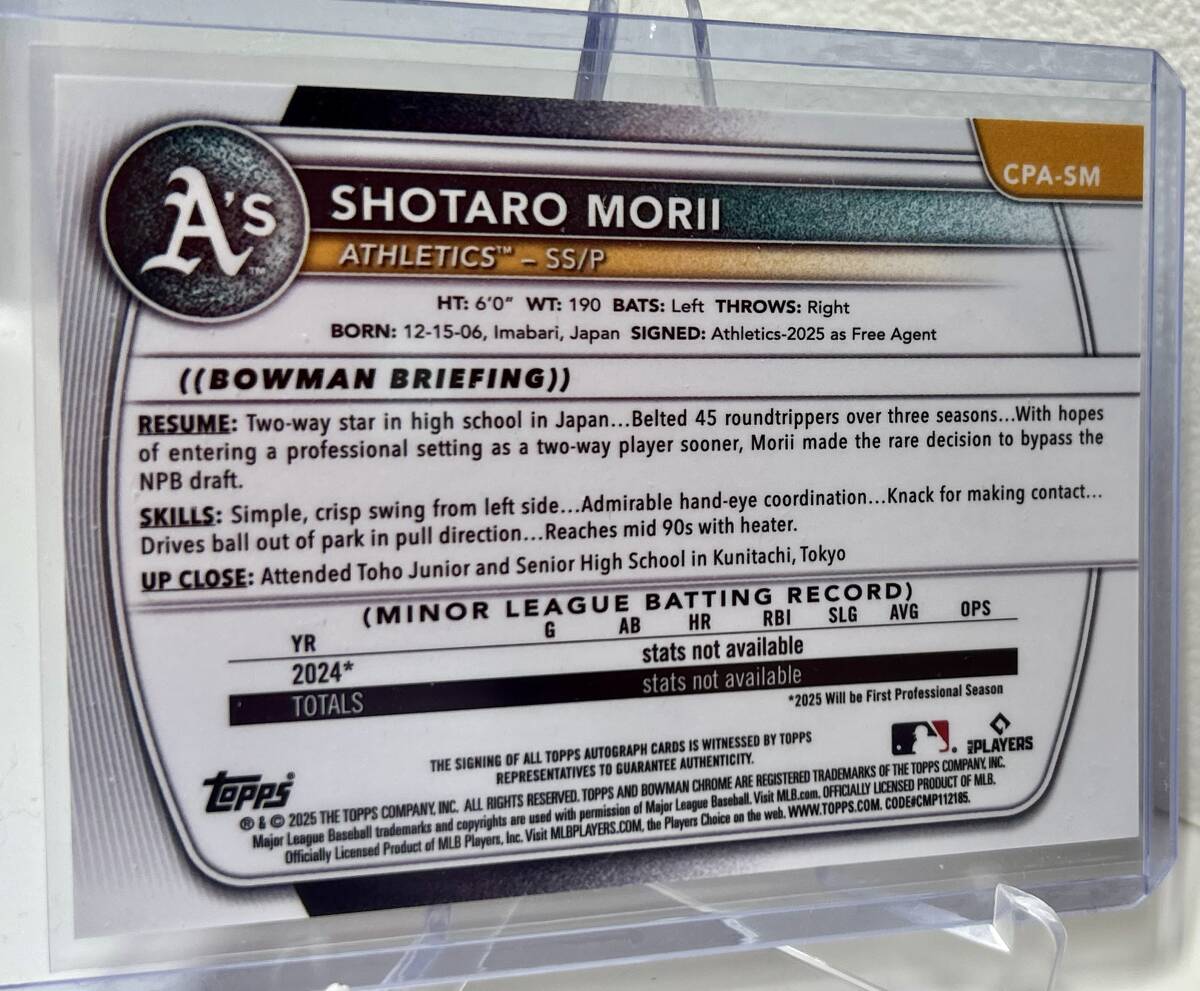 A's™
CPA-SM
SHOTARO MORII
ATHLETICS™ – SS/P
HT: 6'0" WT: 190 BATS: Left THROWS: Right
BORN: 12-15-06, Imabari, Japan SIGNED: Athletics-2025 as Free Agent
((BOWMAN BRIEFING))
RESUME: Two-way star in high school in Japan...Belted 45 roundtrippers over three seasons...With hopes
of entering a professional setting as a two-way player sooner, Morii made the rare decision to bypass the
NPB draft.
SKILLS: Simple, crisp swing from left side...Admirable hand-eye coordination...Knack for making contact...
Drives ball out of park in pull direction...Reaches mid 90s with heater.
UP CLOSE: Attended Toho Junior and Senior High School in Kunitachi, Tokyo
(MINOR LEAGUE BATTING RECORD)
YR G AB HR RBI SLG AVG OPS
2024* stats not available
TOTALS stats not available
*2025 Will be First Professional Season
THE SIGNING OF ALL TOPPS AUTOGRAPH CARDS IS WITNESSED BY TOPPS
REPRESENTATIVES TO GUARANTEE AUTHENTICITY.
PLAYERS
Topps®
® & © 2025 THE TOPPS COMPANY, INC. ALL RIGHTS RESERVED. TOPPS AND BOWMAN CHROME ARE REGISTERED TRADEMARKS OF THE TOPPS COMPANY, INC.
Major League Baseball trademarks and copyrights are used with permission of Major League Baseball. Visit MLB.com. OFFICIALLY LICENSED PRODUCT OF MLB.
Officially Licensed Product of MLB Players, Inc. Visit MLBPLAYERS.COM, the Players Choice on the web. WWW.TOPPS.COM. CODE#CMP112185.